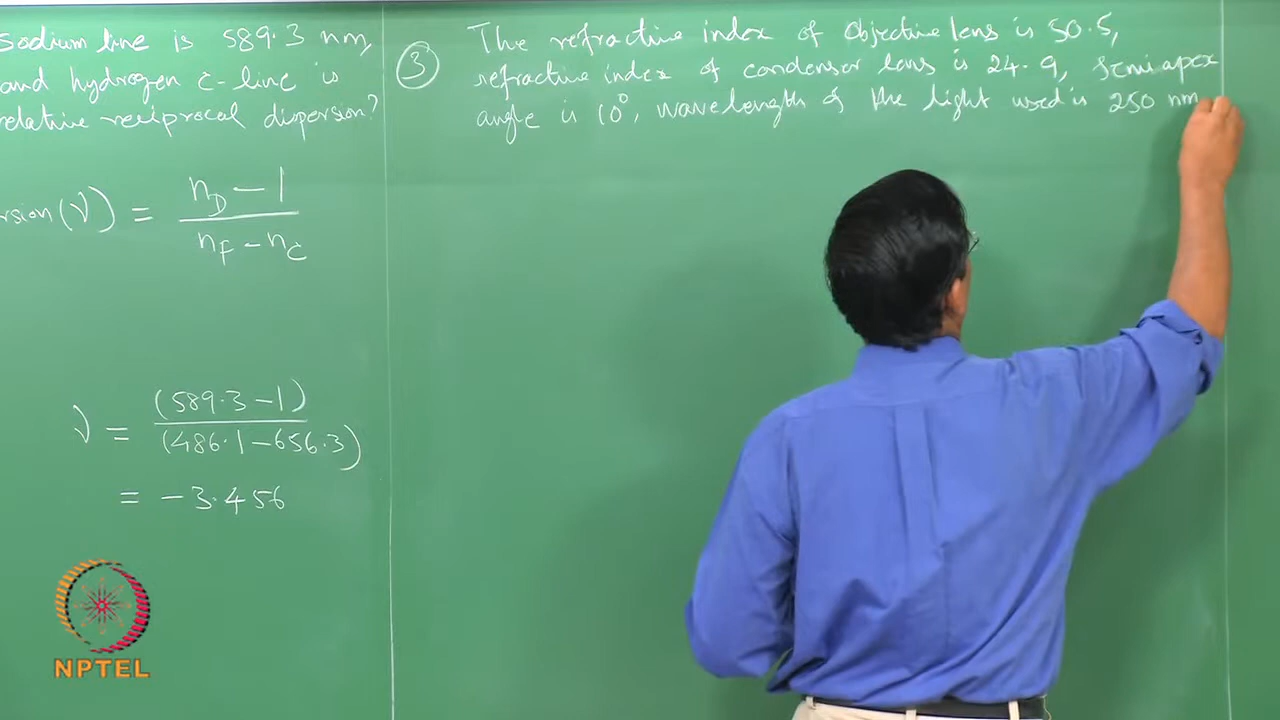 sodium line is 589.3 nm,
and hydrogen c-line is
relative reciprocal dispersion?
rsion (ν) = n_D - 1 / n_F - n_C
ν = (589.3 - 1) / (486.1 - 656.3)
= -3.456
③ The refractive index of objective lens is 50.5,
refractive index of condenser lens is 24.9, semi apex
angle is 10°, wavelength of the light used is 250 nm
NPTEL